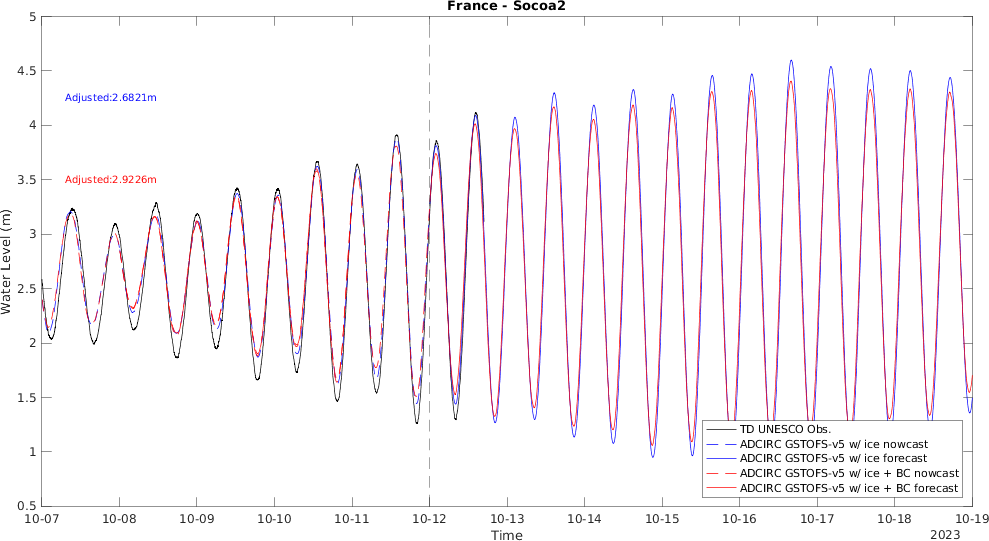 France - Socoa2
5
4.5
4
3.5
3
2.5
2
1.5
1
0.5
Water Level (m)
Adjusted:2.6821m
Adjusted:2.9226m
TD UNESCO Obs.
ADCIRC GSTOFS-v5 w/ ice nowcast
ADCIRC GSTOFS-v5 w/ ice forecast
ADCIRC GSTOFS-v5 w/ ice + BC nowcast
ADCIRC GSTOFS-v5 w/ ice + BC forecast
10-07 10-08 10-09 10-10 10-11 10-12 10-13 10-14 10-15 10-16 10-17 10-18 10-19
Time
2023